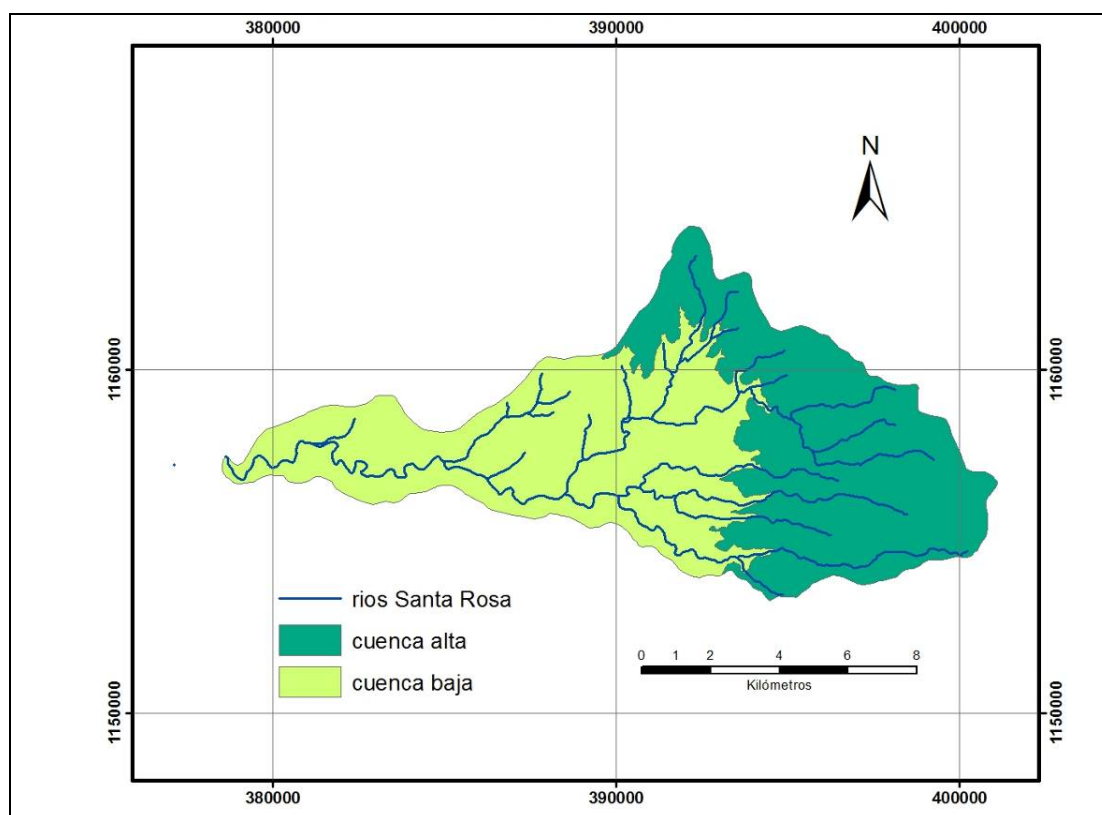 380000 390000 400000
N
1160000 1160000
rios Santa Rosa
cuenca alta
cuenca baja
0 1 2 4 6 8
Kilómetros
1150000 1150000
380000 390000 400000